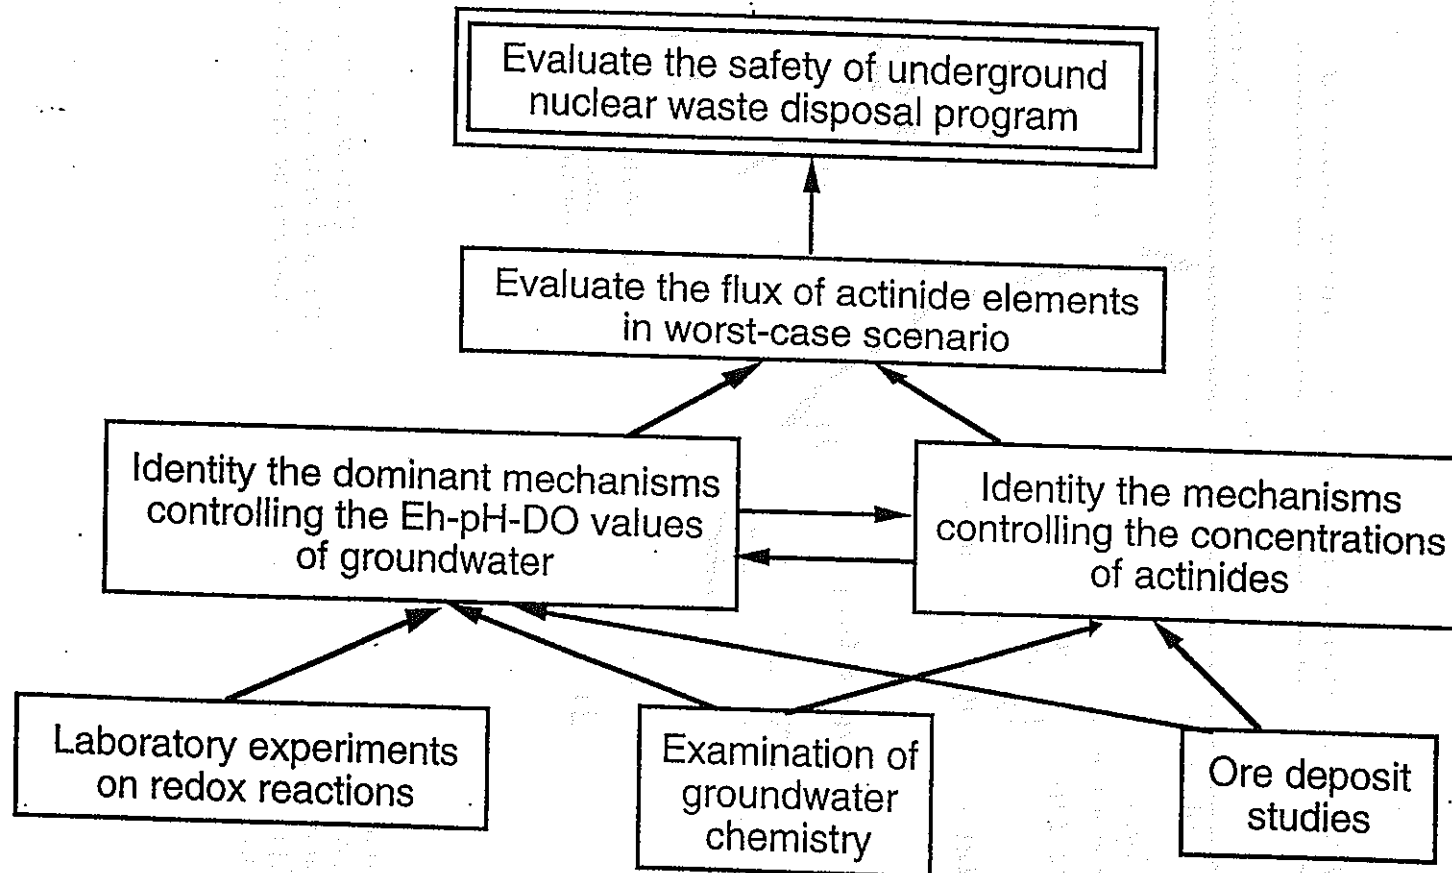 Evaluate the safety of underground
nuclear waste disposal program
Evaluate the flux of actinide elements
in worst-case scenario
Identity the dominant mechanisms
controlling the Eh-pH-DO values
of groundwater
Identity the mechanisms
controlling the concentrations
of actinides
Laboratory experiments
on redox reactions
Examination of
groundwater
chemistry
Ore deposit
studies